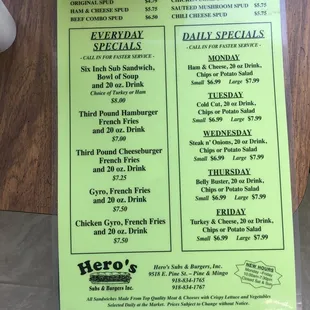 ORIGINAL SPUD $4.75
HAM & CHEESE SPUD $5.75
SAUTEED MUSHROOM SPUD $5.75
BEEF COMBO SPUD $6.50
CHILI CHEESE SPUD $5.75
EVERYDAY
SPECIALS
- CALL IN FOR FASTER SERVICE -
Six Inch Sub Sandwich,
Bowl of Soup
and 20 oz. Drink
Choice of Turkey or Ham
$8.00
Third Pound Hamburger
French Fries
and 20 oz. Drink
$7.00
Third Pound Cheeseburger
French Fries
and 20 oz. Drink
$7.25
Gyro, French Fries
and 20 oz. Drink
$7.50
Chicken Gyro, French Fries
and 20 oz. Drink
$7.50
DAILY SPECIALS
- CALL IN FOR FASTER SERVICE -
MONDAY
Ham & Cheese, 20 oz Drink,
Chips or Potato Salad
Small $6.99 Large $7.99
TUESDAY
Cold Cut, 20 oz Drink,
Chips or Potato Salad
Small $6.99 Large $7.99
WEDNESDAY
Steak n' Onions, 20 oz Drink,
Chips or Potato Salad
Small $6.99 Large $7.99
THURSDAY
Belly Buster, 20 oz Drink,
Chips or Potato Salad
Small $6.99 Large $7.99
FRIDAY
Turkey & Cheese, 20 oz Drink,
Chips or Potato Salad
Small $6.99 Large $7.99
Hero's
Subs & Burgers Inc.
Hero's Subs & Burgers, Inc.
9518 E. Pine St. - Pine & Mingo
918-834-1765
918-834-1767
NEW HOURS
Monday - Friday
Closed Sat & Sun
All Sandwiches Made From Top Quality Meat & Cheeses with Crispy Lettuce and Vegetables
Selected Daily at the Market. Prices Subject to Change without Notice.